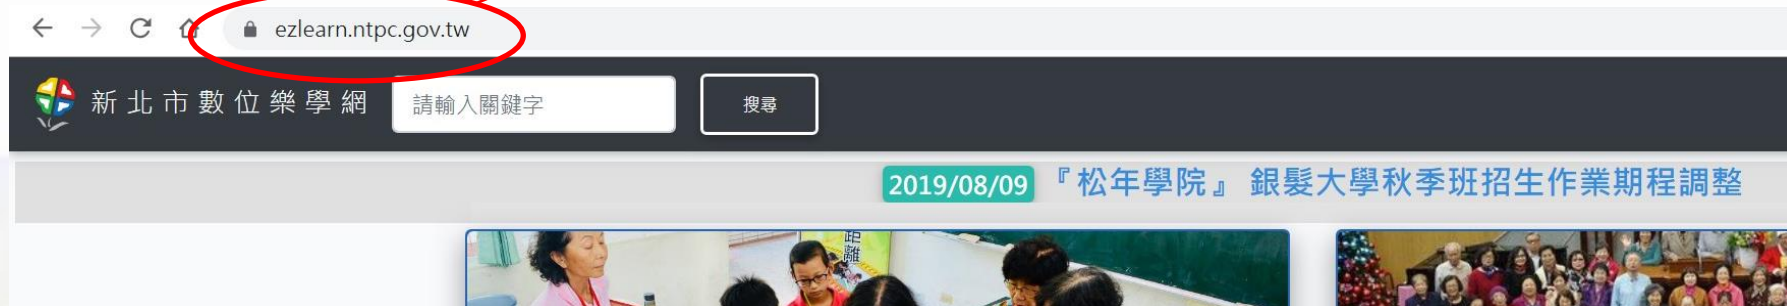 ezlearn.ntpc.gov.tw
新北市數位樂學網 請輸入關鍵字 搜尋
2019/08/09 『松年學院』 銀髮大學秋季班招生作業期程調整
距離